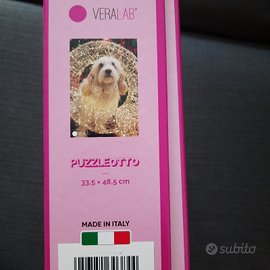 VERALAB®
PUZZLEOTTO
33.5 × 48.5 cm
MADE IN ITALY
subito